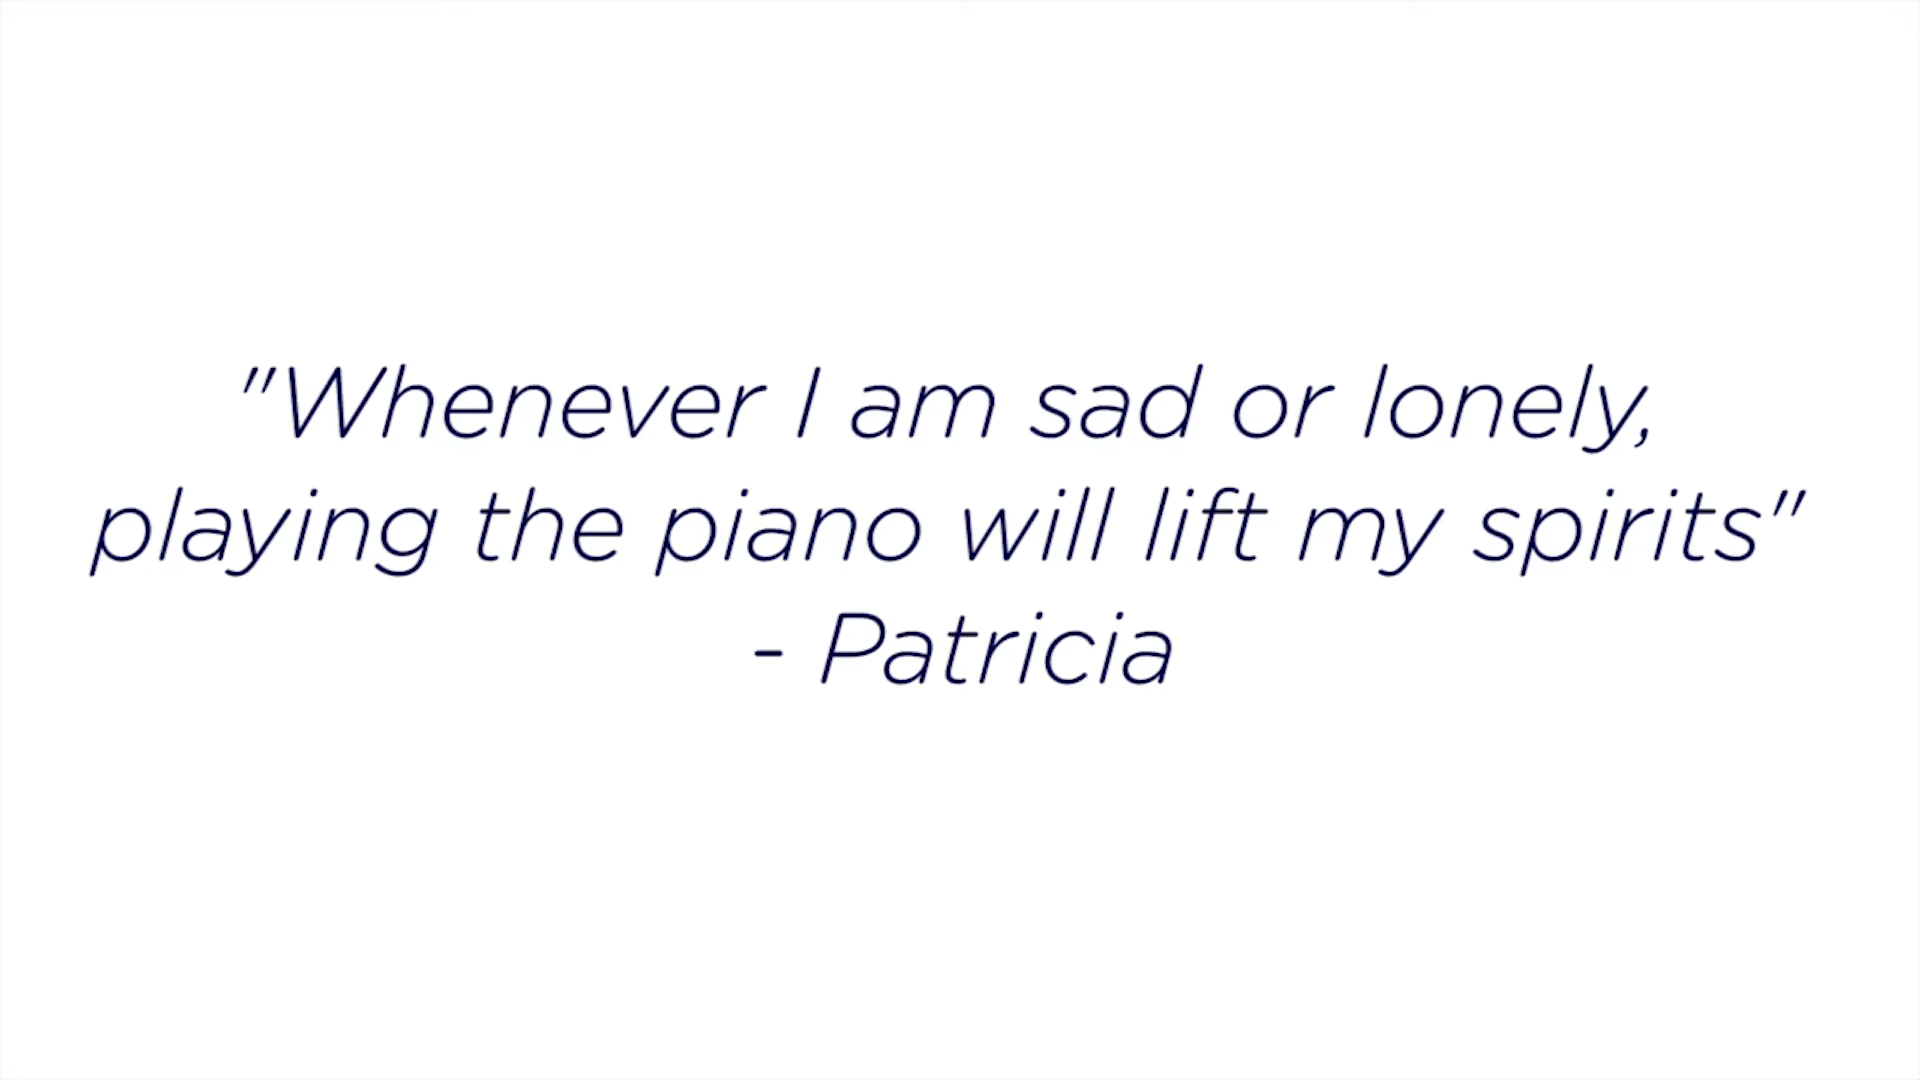 "Whenever I am sad or lonely,
playing the piano will lift my spirits"
- Patricia